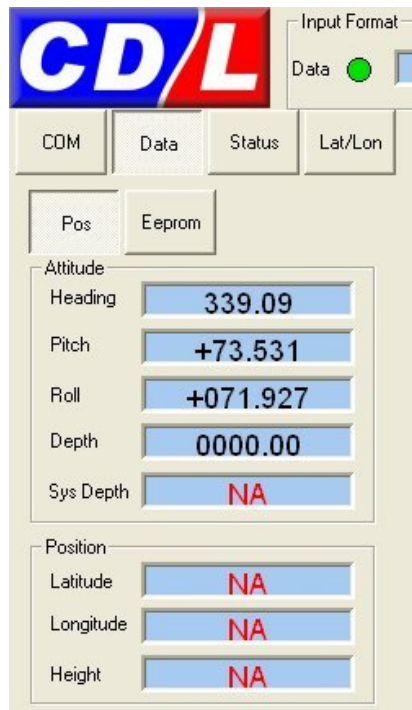 CD/L
Input Format
Data
COM Data Status Lat/Lon
Pos Eeprom
Attitude
Heading 339.09
Pitch +73.531
Roll +071.927
Depth 0000.00
Sys Depth NA
Position
Latitude NA
Longitude NA
Height NA